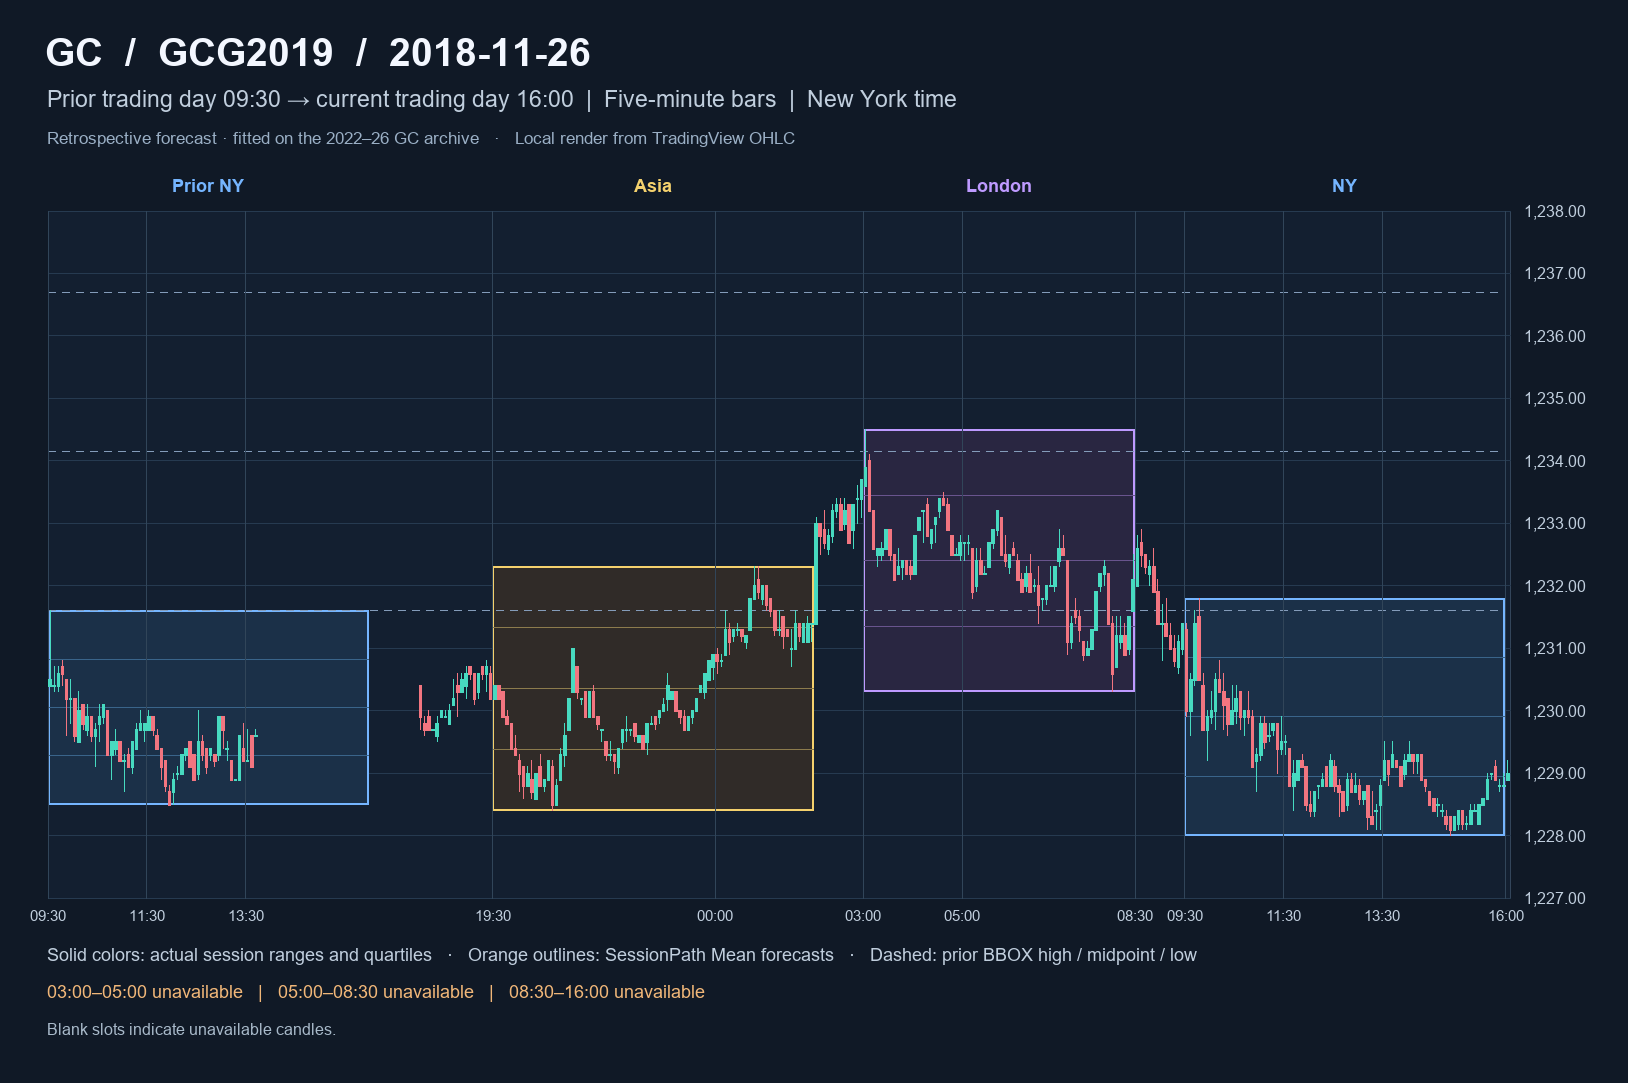 GC / GCG2019 / 2018-11-26
Prior trading day 09:30 → current trading day 16:00 | Five-minute bars | New York time
Retrospective forecast · fitted on the 2022–26 GC archive · Local render from TradingView OHLC
Prior NY Asia London NY
1,238.00
1,237.00
1,236.00
1,235.00
1,234.00
1,233.00
1,232.00
1,231.00
1,230.00
1,229.00
1,228.00
1,227.00
09:30 11:30 13:30 19:30 00:00 03:00 05:00 08:30 09:30 11:30 13:30 16:00
Solid colors: actual session ranges and quartiles · Orange outlines: SessionPath Mean forecasts · Dashed: prior BBOX high / midpoint / low
03:00–05:00 unavailable | 05:00–08:30 unavailable | 08:30–16:00 unavailable
Blank slots indicate unavailable candles.